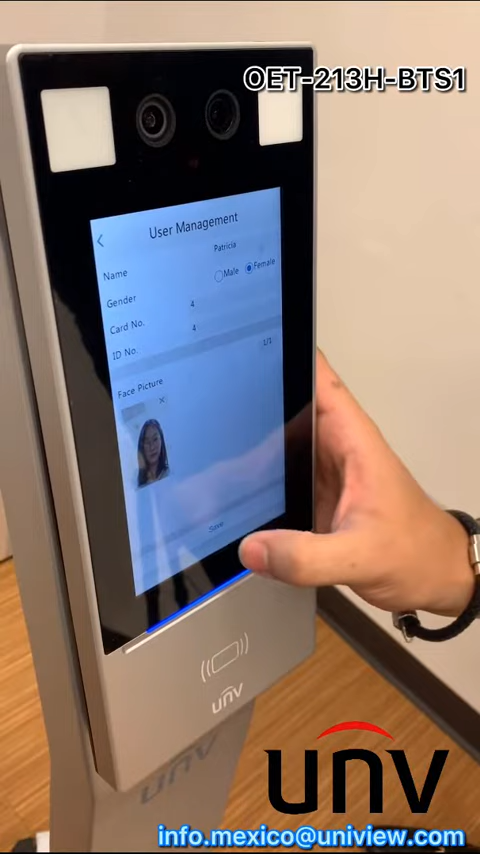 OET-213H-BTS1
User Management
Name Patricia
Gender Male Female
Card No. 4
ID No. 4
1/1
Face Picture
Save
unv
unv
unv
info.mexico@uniview.com